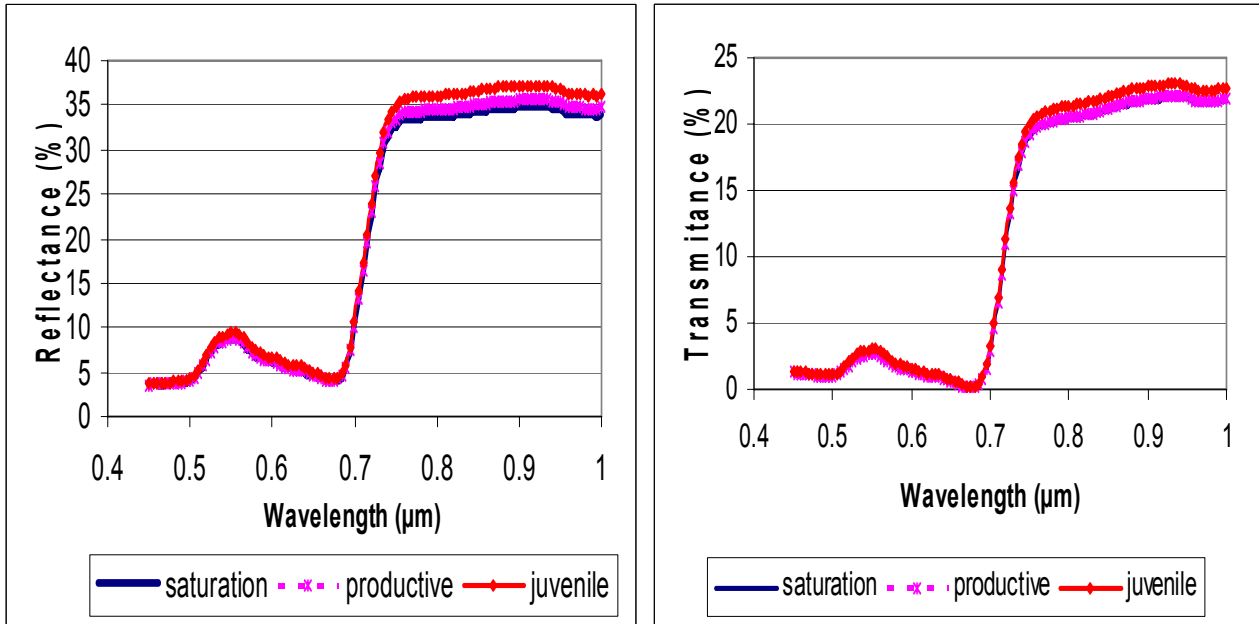 40
35
30
25
20
15
10
5
0
Reflectance (%)
0.4 0.5 0.6 0.7 0.8 0.9 1
Wavelength (µm)
saturation productive juvenile
25
20
15
10
5
0
Transmitance (%)
0.4 0.5 0.6 0.7 0.8 0.9 1
Wavelength (µm)
saturation productive juvenile